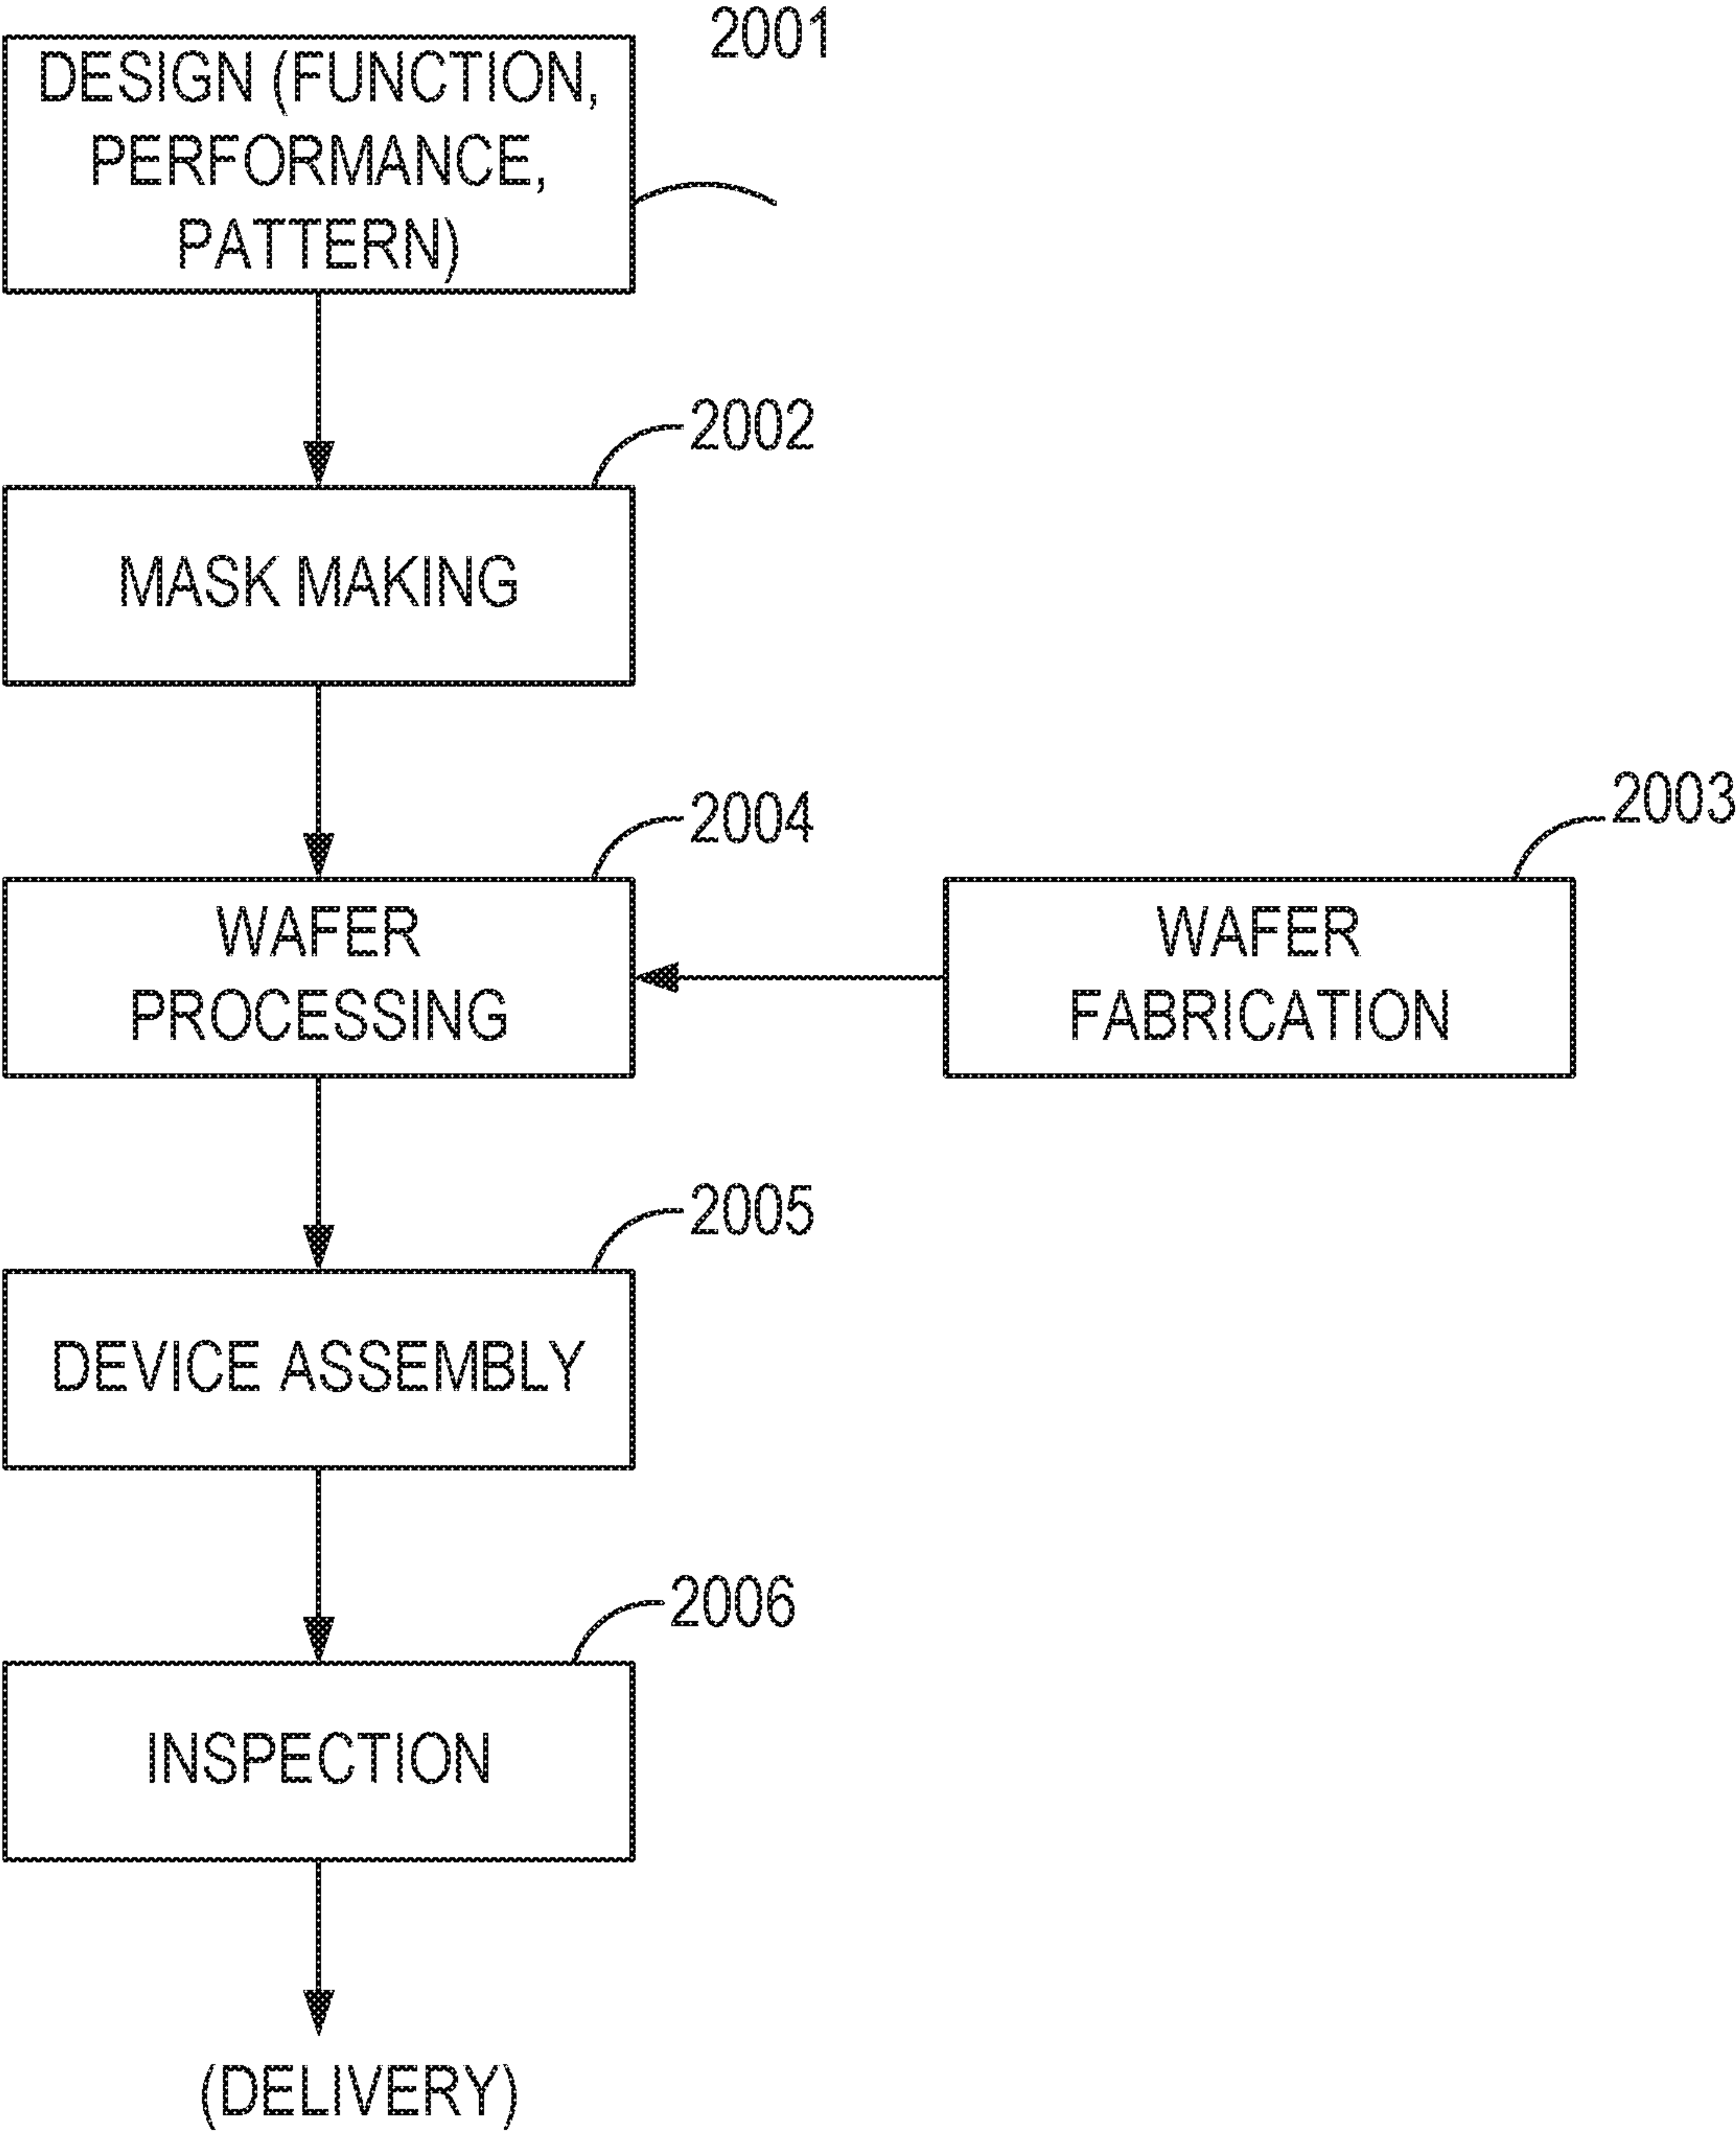 2001
DESIGN (FUNCTION,
PERFORMANCE,
PATTERN)
2002
MASK MAKING
2004
WAFER
PROCESSING
2003
WAFER
FABRICATION
2005
DEVICE ASSEMBLY
2006
INSPECTION
(DELIVERY)